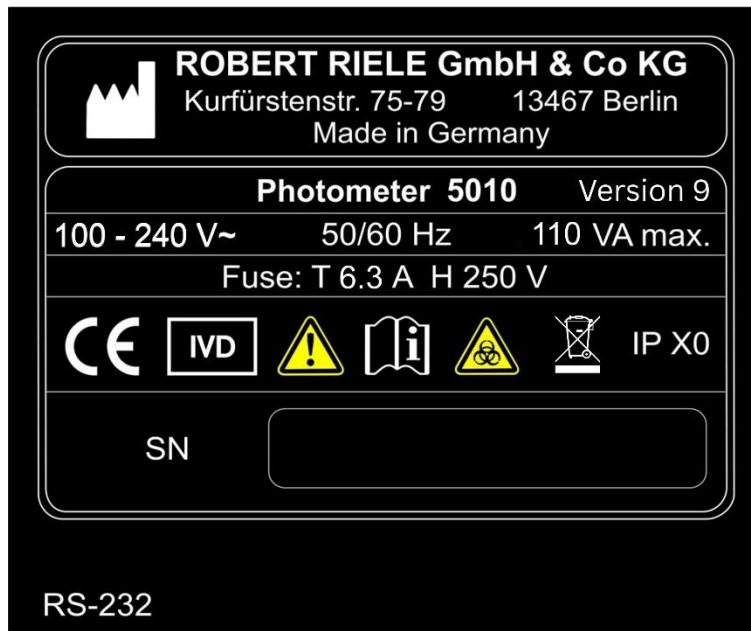 ROBERT RIELE GmbH & Co KG
Kurfürstenstr. 75-79 13467 Berlin
Made in Germany
Photometer 5010 Version 9
100 - 240 V~ 50/60 Hz 110 VA max.
Fuse: T 6.3 A H 250 V
CE IVD ! i IP X0
SN
RS-232